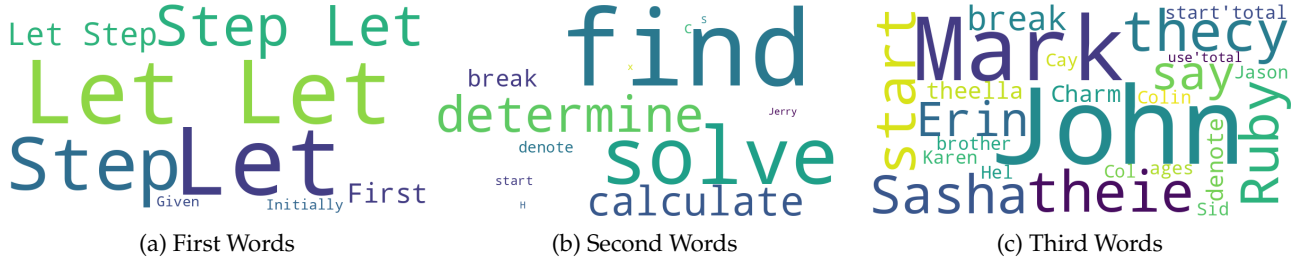 Let Step Step Let
Let Let
Step Let First
Given Initially
(a) First Words
s
C
find
x
break
determine
Jerry
denote
solve
start
calculate
H
(b) Second Words
start'total
break
Mark
thecy
use'total
Cay
say
Jason
start
theella
Charm
Colin
Erin
John
Ruby
brother
Karen
denote
Hel
Col
ages
Sasha
theie
Sid
(c) Third Words